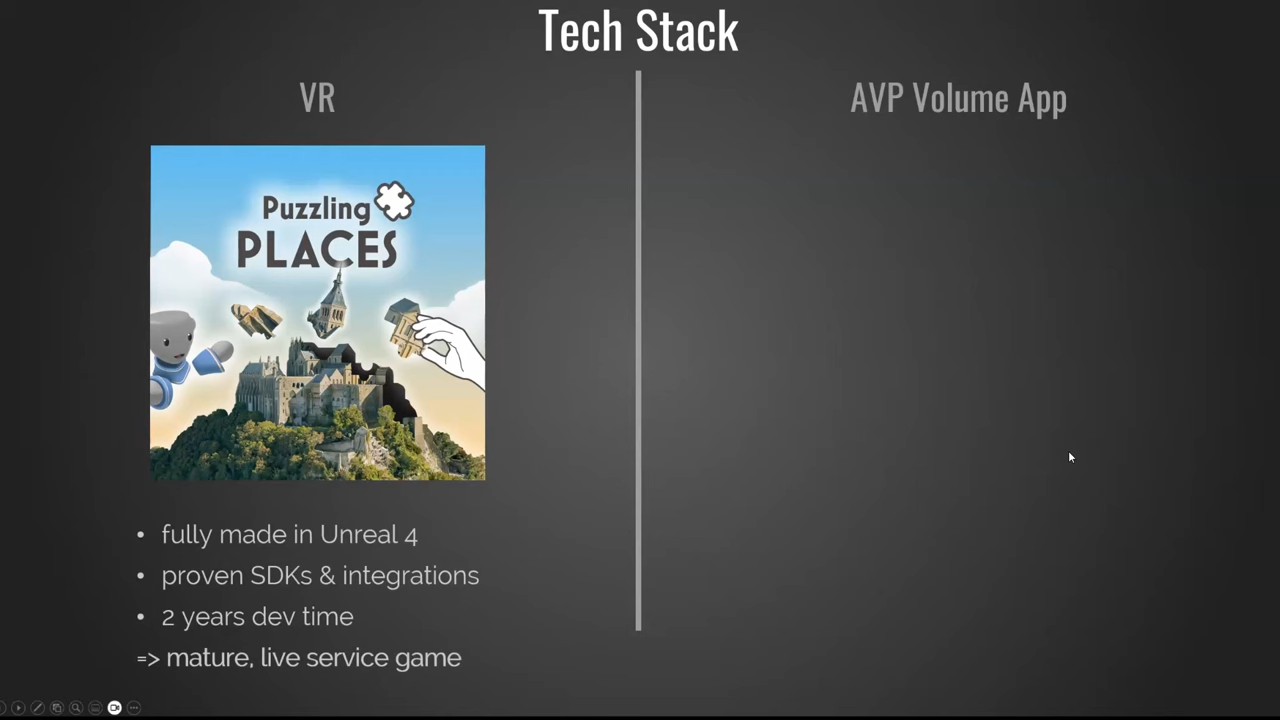 Tech Stack
VR
AVP Volume App
Puzzling
PLACES
• fully made in Unreal 4
• proven SDKs & integrations
• 2 years dev time
=> mature, live service game